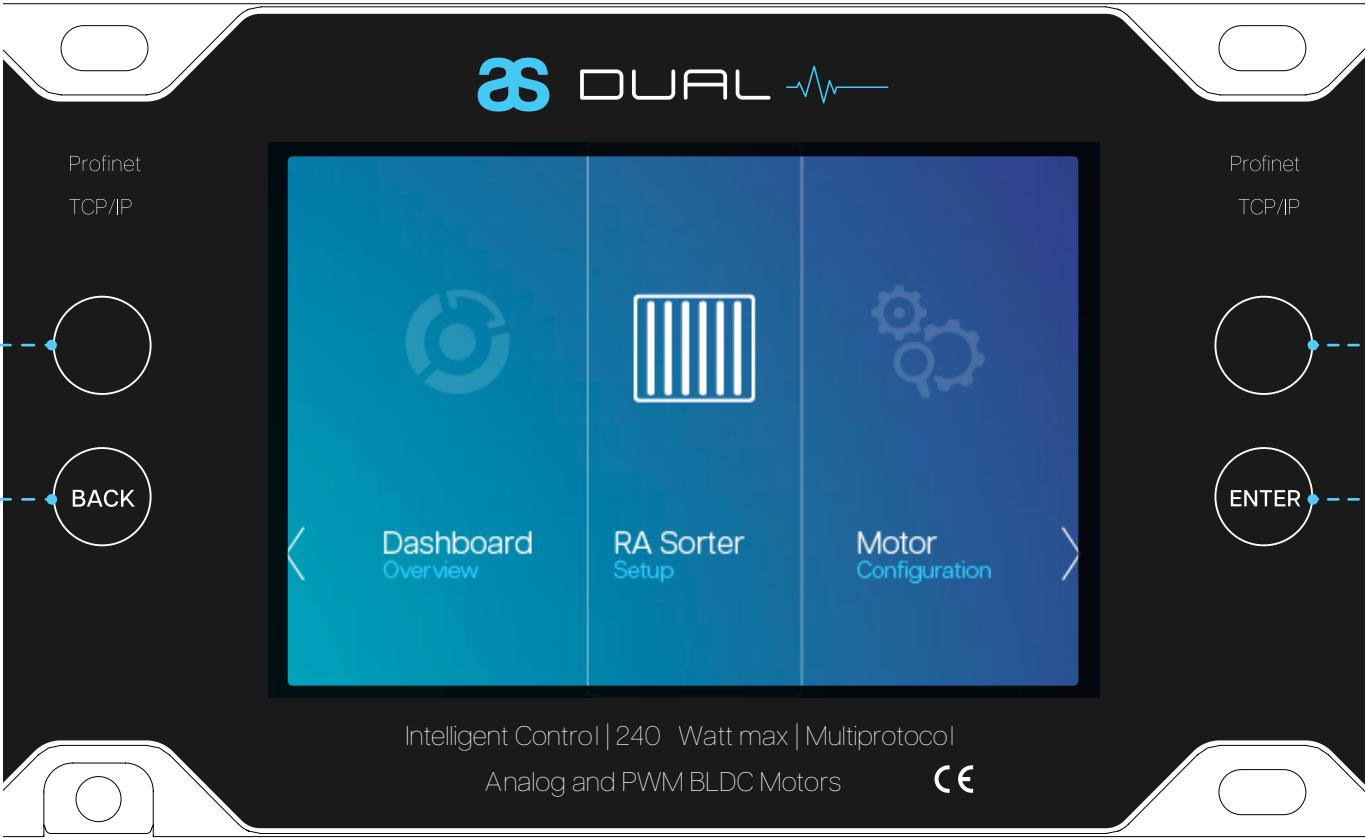 as DUAL
Profinet
TCP/IP
Profinet
TCP/IP
BACK
ENTER
Dashboard
Overview
RA Sorter
Setup
Motor
Configuration
Intelligent Control | 240 Watt max | Multiprotocol
Analog and PWM BLDC Motors CE